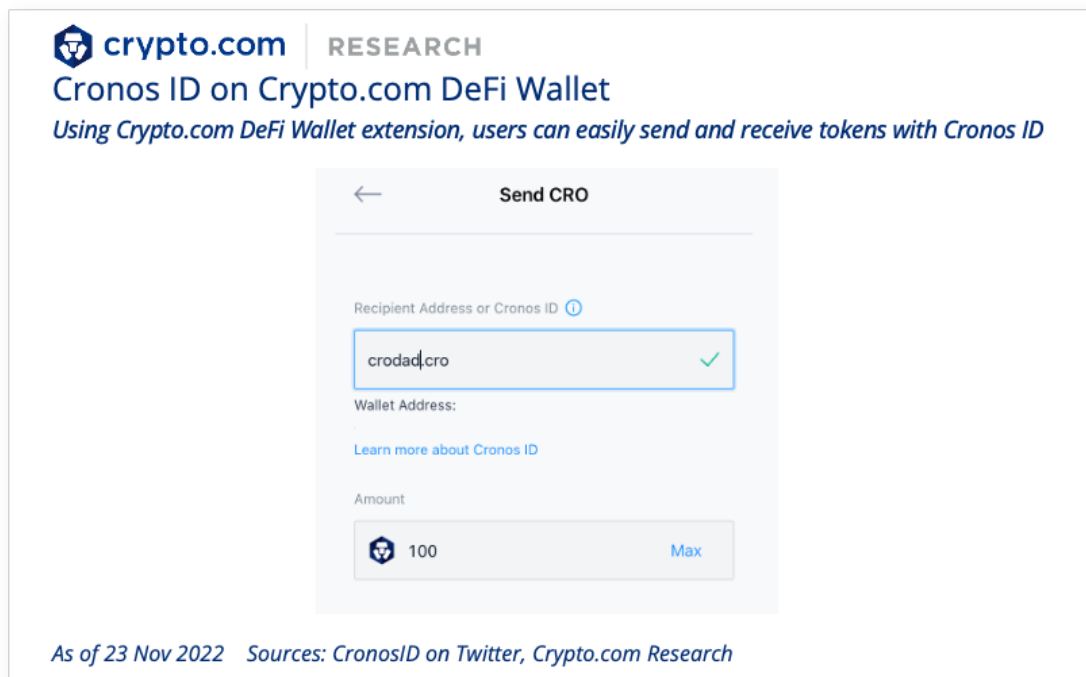 crypto.com RESEARCH
Cronos ID on Crypto.com DeFi Wallet
Using Crypto.com DeFi Wallet extension, users can easily send and receive tokens with Cronos ID
Send CRO
Recipient Address or Cronos ID
crodad.cro
Wallet Address:
Learn more about Cronos ID
Amount
100 Max
As of 23 Nov 2022 Sources: CronosID on Twitter, Crypto.com Research